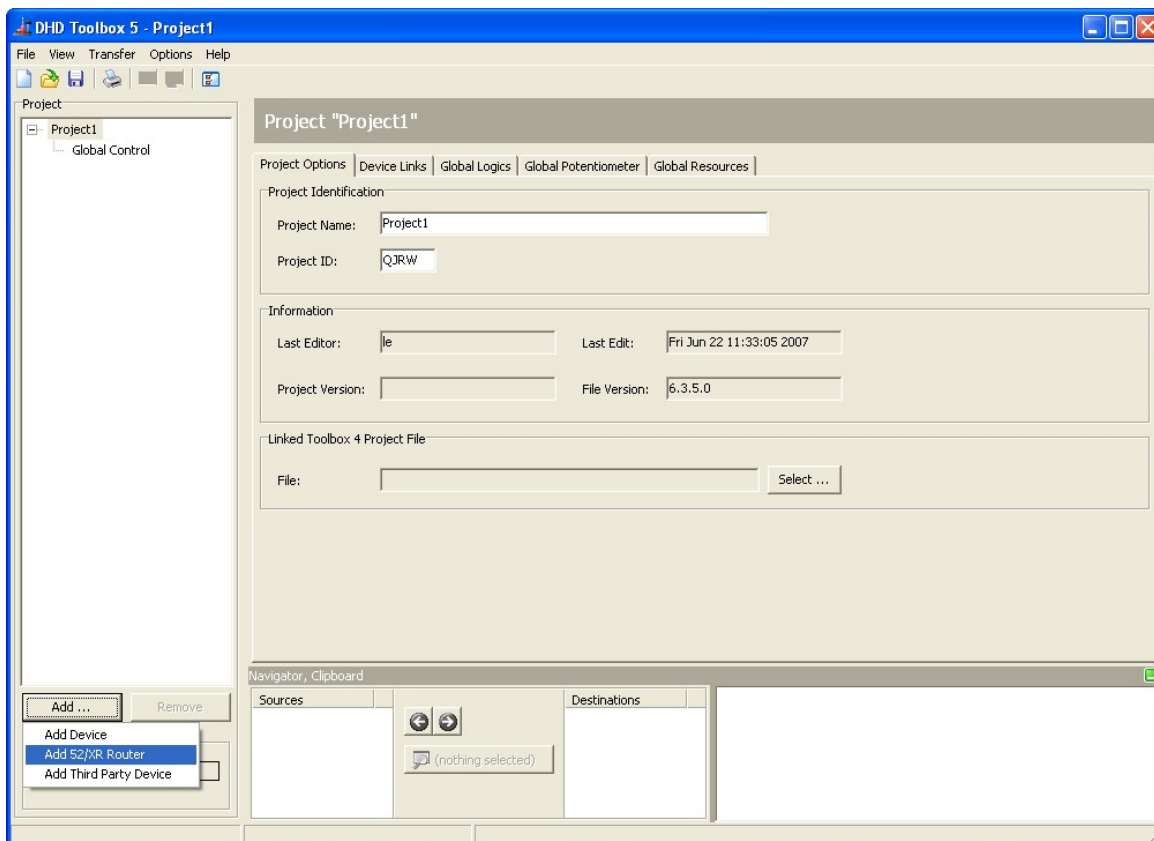 DHD Toolbox 5 - Project1
File View Transfer Options Help
Project
Project1
Global Control
Project "Project1"
Project Options Device Links Global Logics Global Potentiometer Global Resources
Project Identification
Project Name: Project1
Project ID: QJRW
Information
Last Editor: le Last Edit: Fri Jun 22 11:33:05 2007
Project Version: File Version: 6.3.5.0
Linked Toolbox 4 Project File
File: Select ...
Navigator, Clipboard
Add ... Remove
Sources Destinations
Add Device
Add 52/XR Router
Add Third Party Device
(nothing selected)